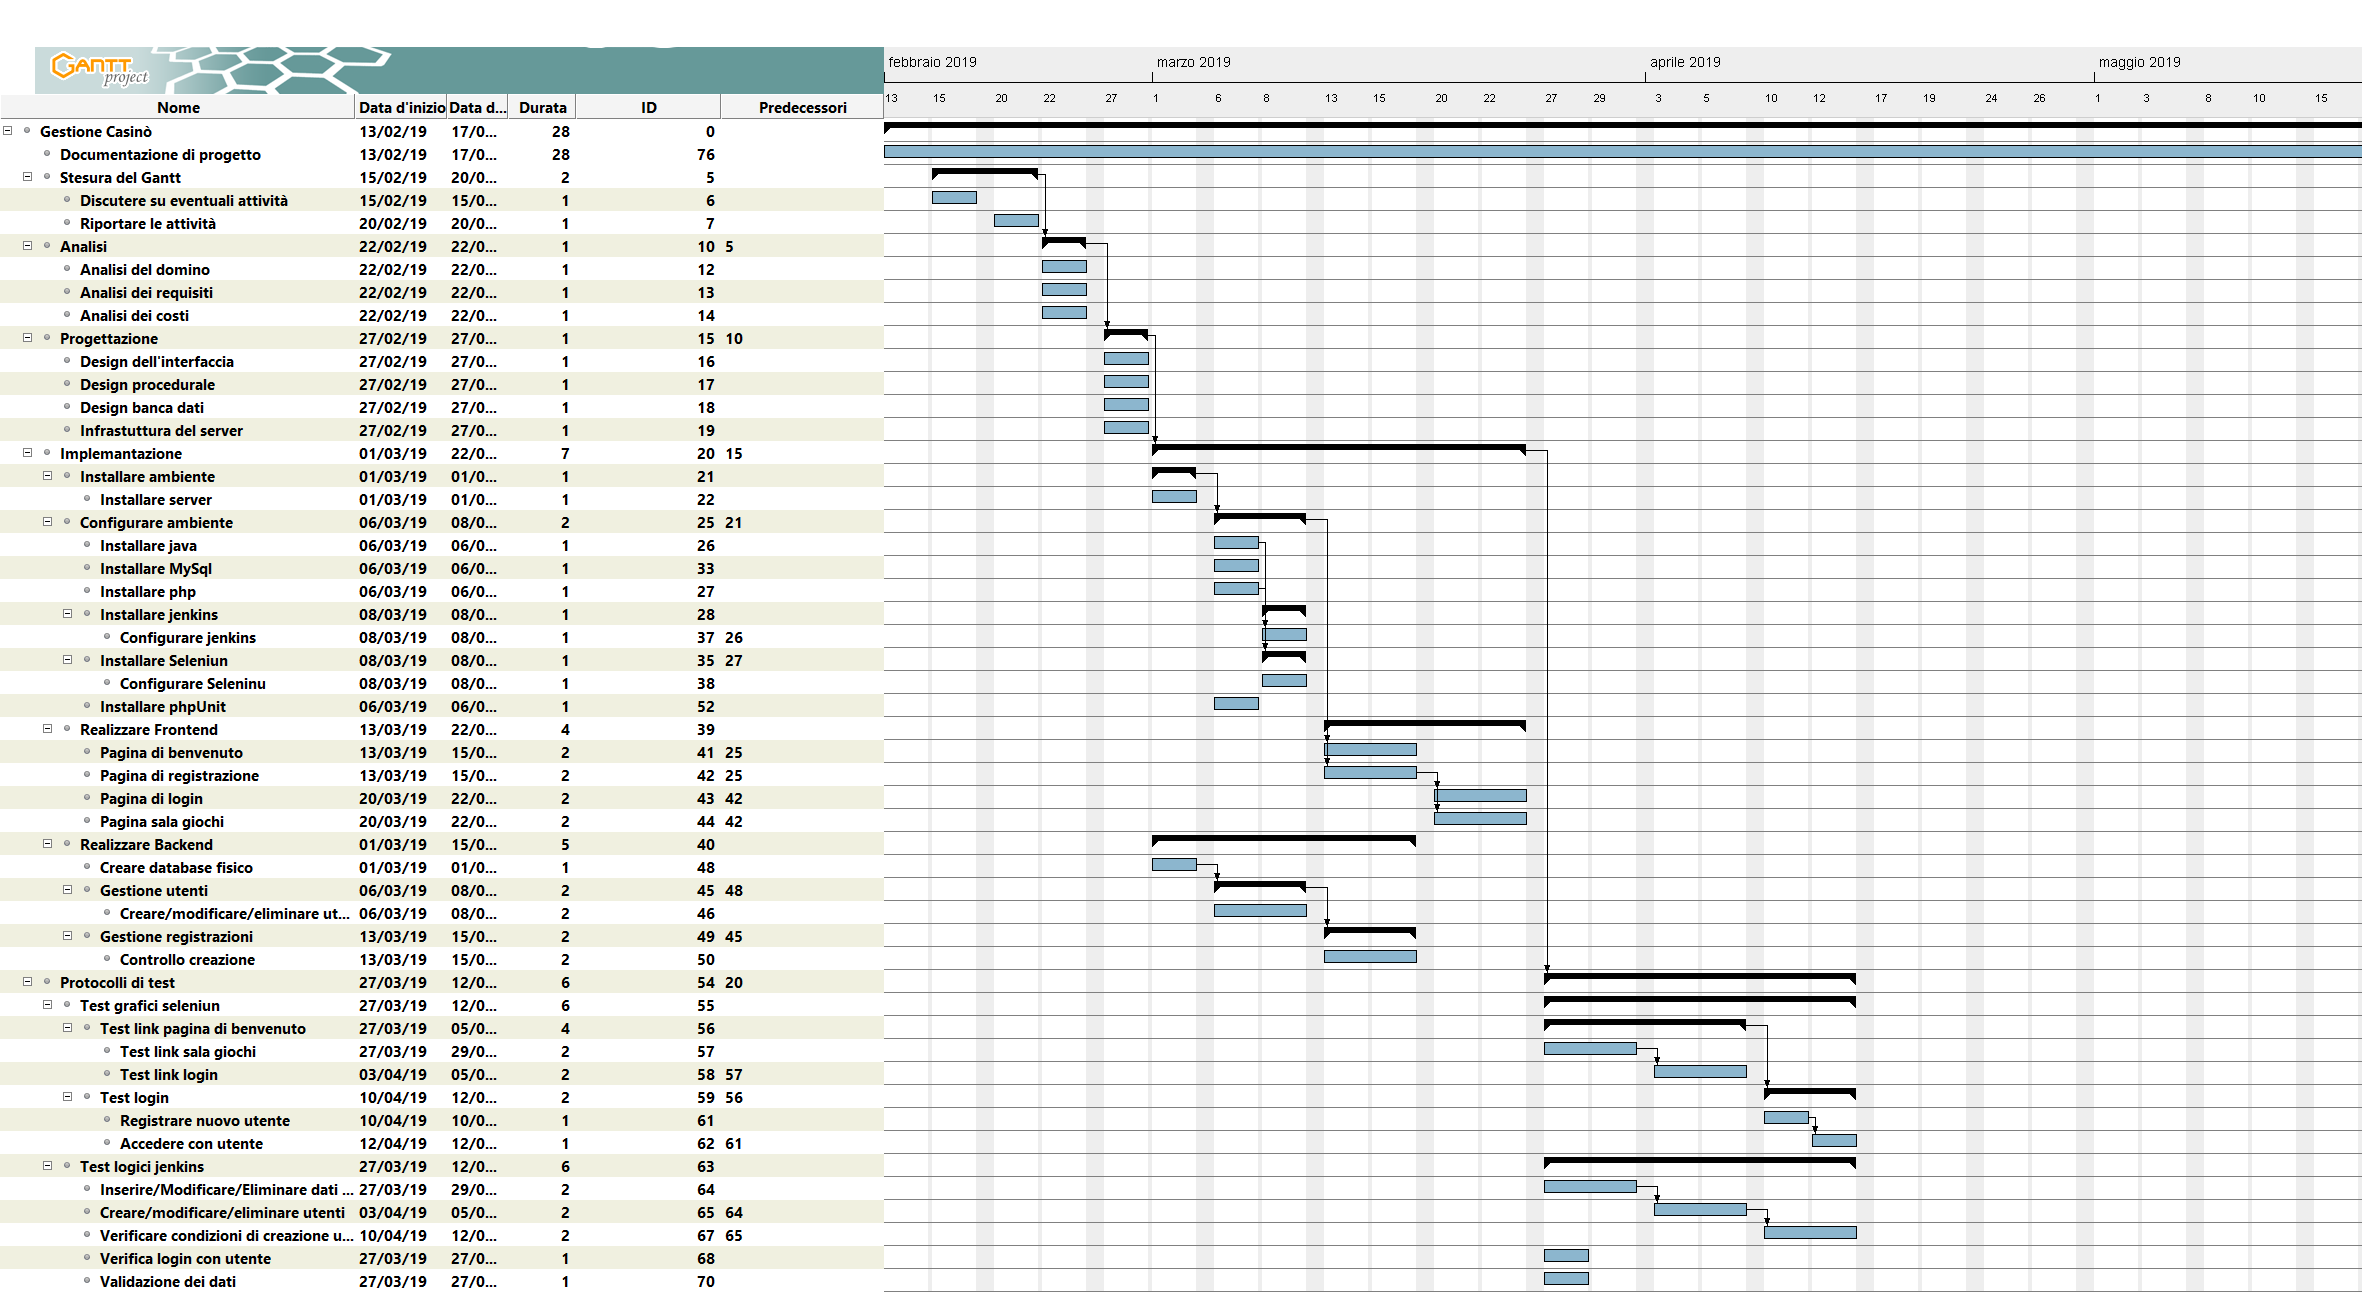 GANTT project
febbraio 2019 marzo 2019 aprile 2019 maggio 2019
Nome Data d'inizio Data d... Durata ID Predecessori 13 15 20 22 27 1 6 8 13 15 20 22 27 29 3 5 10 12 17 19 24 26 1 3 8 10 15
Gestione Casinò 13/02/19 17/0... 28 0
Documentazione di progetto 13/02/19 17/0... 28 76
Stesura del Gantt 15/02/19 20/0... 2 5
Discutere su eventuali attività 15/02/19 15/0... 1 6
Riportare le attività 20/02/19 20/0... 1 7
Analisi 22/02/19 22/0... 1 10 5
Analisi del domino 22/02/19 22/0... 1 12
Analisi dei requisiti 22/02/19 22/0... 1 13
Analisi dei costi 22/02/19 22/0... 1 14
Progettazione 27/02/19 27/0... 1 15 10
Design dell'interfaccia 27/02/19 27/0... 1 16
Design procedurale 27/02/19 27/0... 1 17
Design banca dati 27/02/19 27/0... 1 18
Infrastuttura del server 27/02/19 27/0... 1 19
Implemantazione 01/03/19 22/0... 7 20 15
Installare ambiente 01/03/19 01/0... 1 21
Installare server 01/03/19 01/0... 1 22
Configurare ambiente 06/03/19 08/0... 2 25 21
Installare java 06/03/19 06/0... 1 26
Installare MySql 06/03/19 06/0... 1 33
Installare php 06/03/19 06/0... 1 27
Installare jenkins 08/03/19 08/0... 1 28
Configurare jenkins 08/03/19 08/0... 1 37 26
Installare Seleniun 08/03/19 08/0... 1 35 27
Configurare Seleninu 08/03/19 08/0... 1 38
Installare phpUnit 06/03/19 06/0... 1 52
Realizzare Frontend 13/03/19 22/0... 4 39
Pagina di benvenuto 13/03/19 15/0... 2 41 25
Pagina di registrazione 13/03/19 15/0... 2 42 25
Pagina di login 20/03/19 22/0... 2 43 42
Pagina sala giochi 20/03/19 22/0... 2 44 42
Realizzare Backend 01/03/19 15/0... 5 40
Creare database fisico 01/03/19 01/0... 1 48
Gestione utenti 06/03/19 08/0... 2 45 48
Creare/modificare/eliminare ut... 06/03/19 08/0... 2 46
Gestione registrazioni 13/03/19 15/0... 2 49 45
Controllo creazione 13/03/19 15/0... 2 50
Protocolli di test 27/03/19 12/0... 6 54 20
Test grafici seleniun 27/03/19 12/0... 6 55
Test link pagina di benvenuto 27/03/19 05/0... 4 56
Test link sala giochi 27/03/19 29/0... 2 57
Test link login 03/04/19 05/0... 2 58 57
Test login 10/04/19 12/0... 2 59 56
Registrare nuovo utente 10/04/19 10/0... 1 61
Accedere con utente 12/04/19 12/0... 1 62 61
Test logici jenkins 27/03/19 12/0... 6 63
Inserire/Modificare/Eliminare dati ... 27/03/19 29/0... 2 64
Creare/modificare/eliminare utenti 03/04/19 05/0... 2 65 64
Verificare condizioni di creazione u... 10/04/19 12/0... 2 67 65
Verifica login con utente 27/03/19 27/0... 1 68
Validazione dei dati 27/03/19 27/0... 1 70